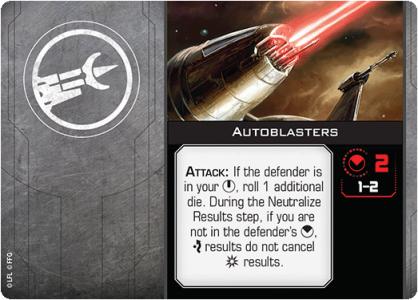 AUTOBLASTERS
ATTACK: If the defender is
in your , roll 1 additional
die. During the Neutralize
Results step, if you are
not in the defender's ,
results do not cancel
results.
2
1-2
© LFL © FFG